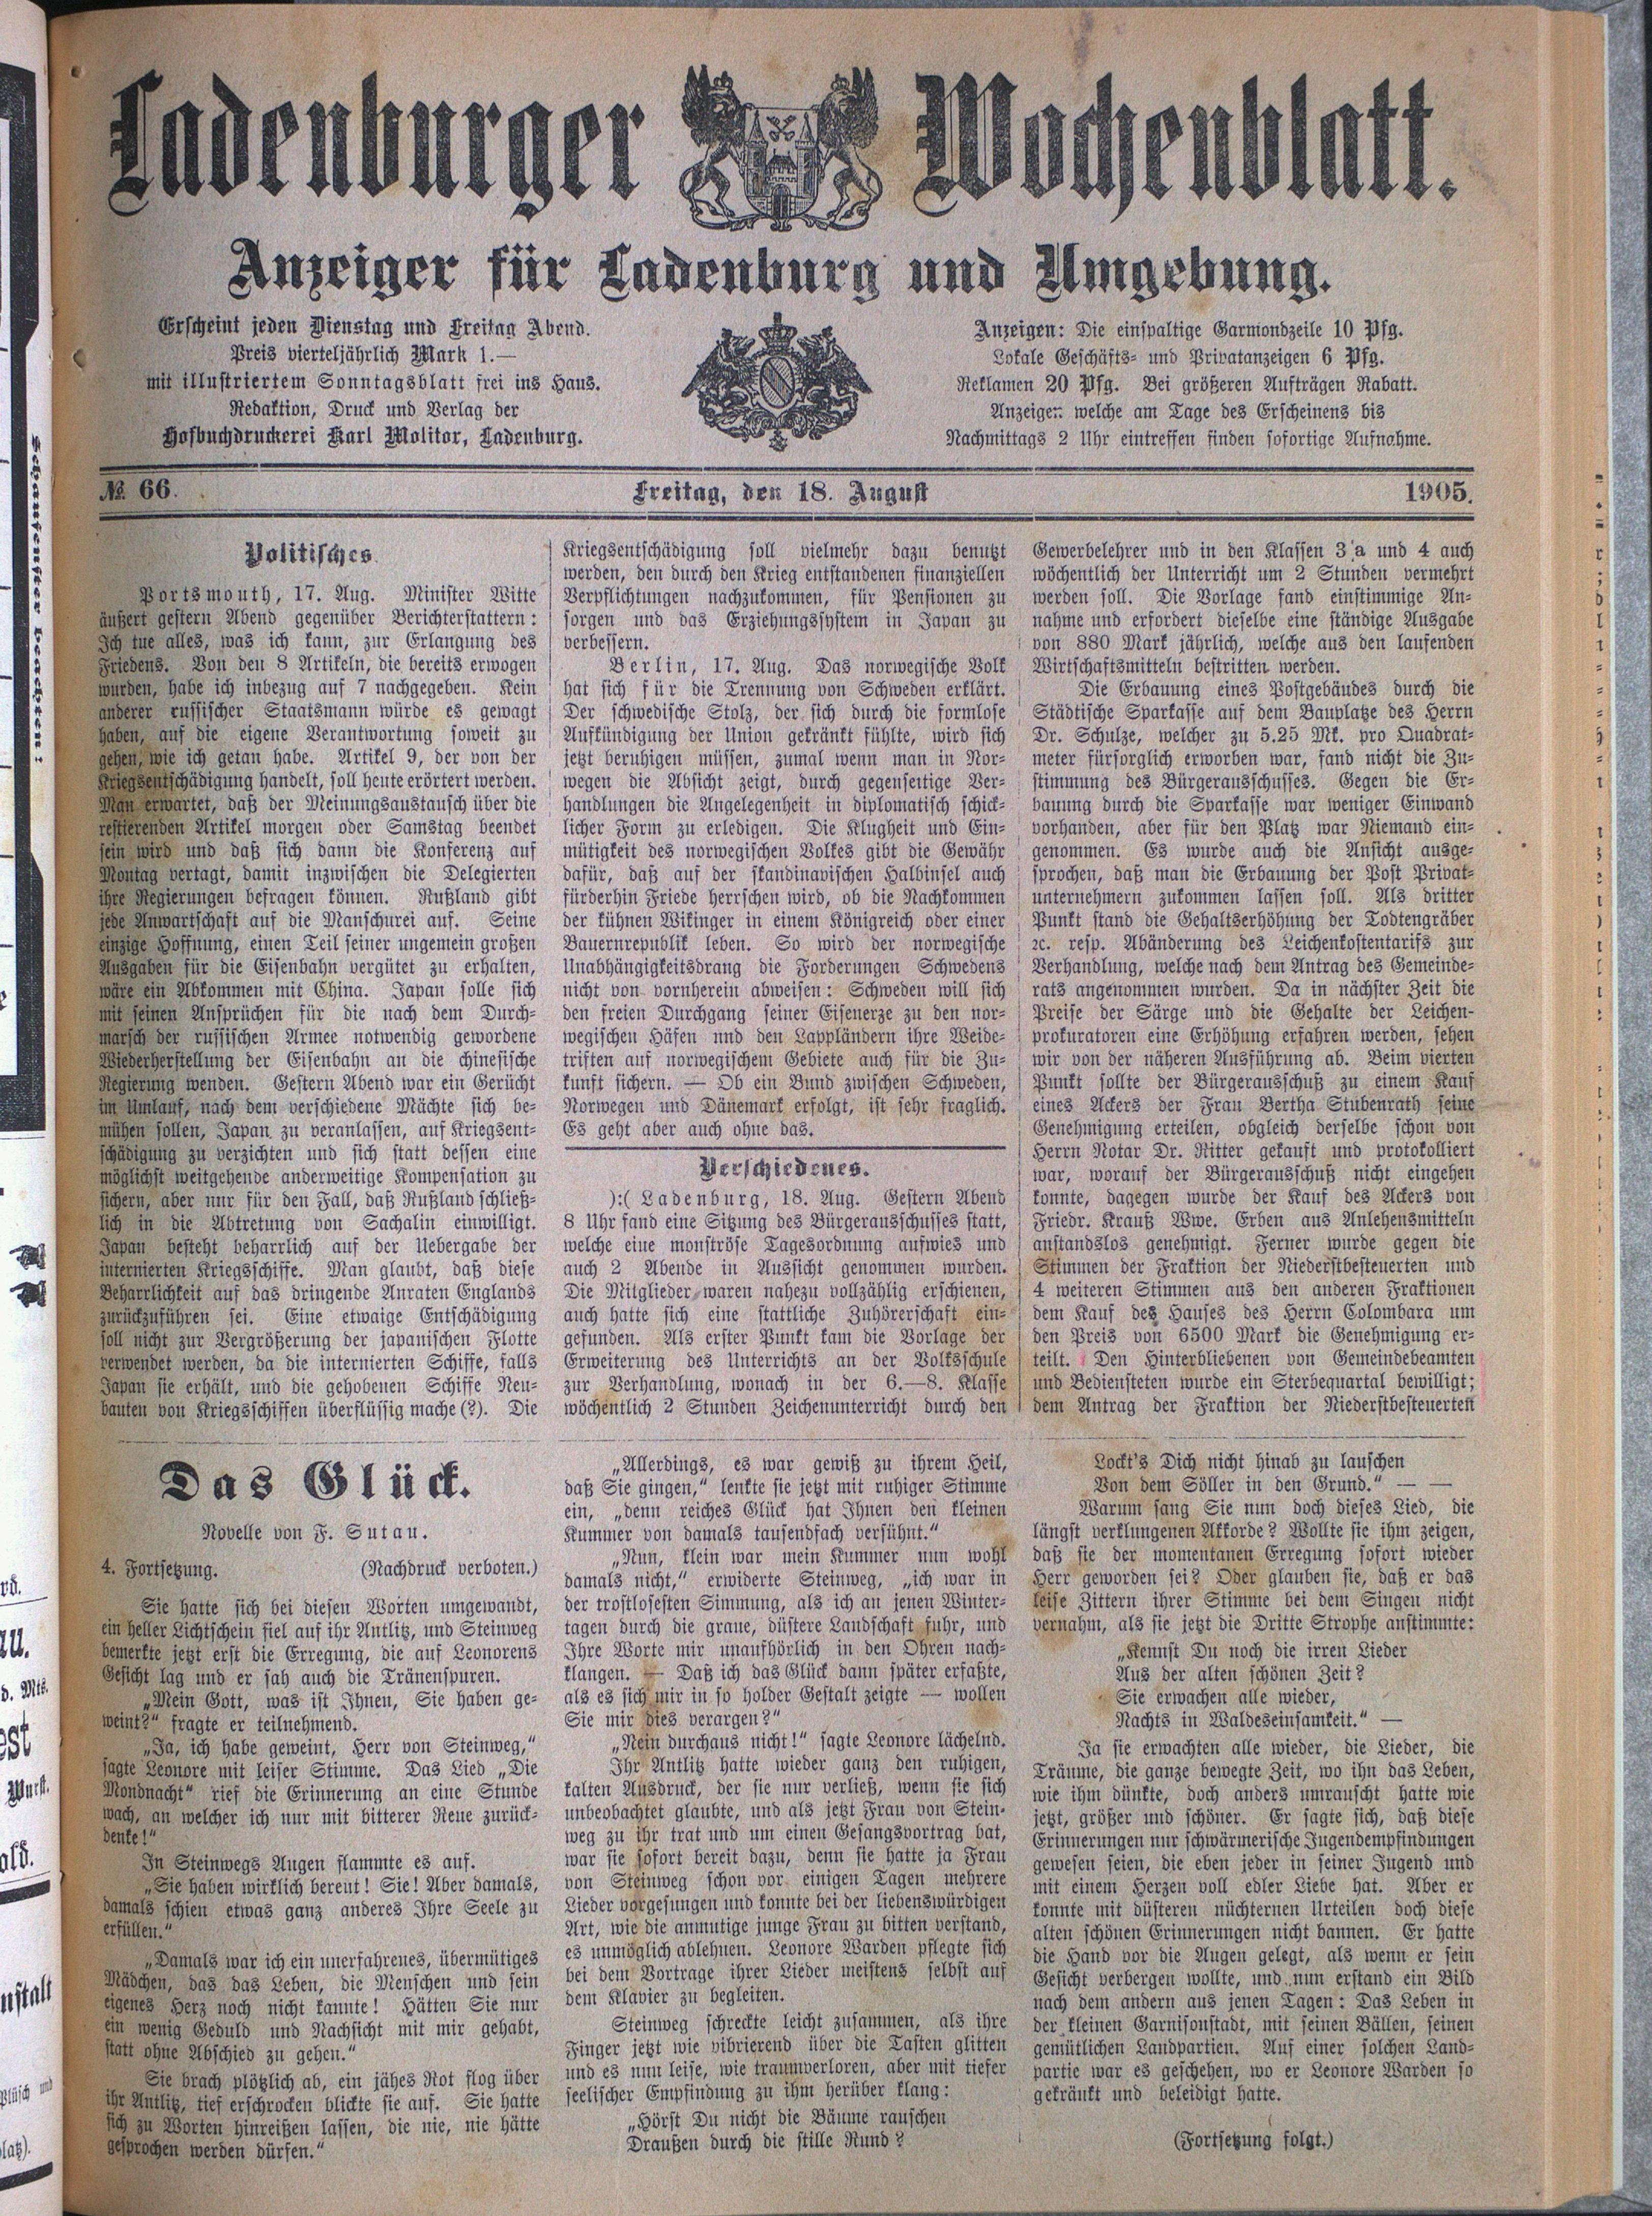 Ladenburger Wochenblatt.
Anzeiger für Ladenburg und Umgebung.
Erscheint jeden Dienstag und Freitag Abend.
Preis vierteljährlich Mark 1.—
mit illustriertem Sonntagsblatt frei ins Haus.
Redaktion, Druck und Verlag der
Hofbuchdruckerei Karl Molitor, Ladenburg.
Anzeigen: Die einspaltige Garmondzeile 10 Pfg.
Lokale Geschäfts- und Privatanzeigen 6 Pfg.
Reklamen 20 Pfg. Bei größeren Aufträgen Rabatt.
Anzeigen welche am Tage des Erscheinens bis
Nachmittags 2 Uhr eintreffen finden sofortige Aufnahme.
№ 66. Freitag, den 18. August 1905.
Politisches.
Portsmouth, 17. Aug. Minister Witte
äußert gestern Abend gegenüber Berichterstattern:
Ich tue alles, was ich kann, zur Erlangung des
Friedens. Von den 8 Artikeln, die bereits erwogen
wurden, habe ich inbezug auf 7 nachgegeben. Kein
anderer russischer Staatsmann würde es gewagt
haben, auf die eigene Verantwortung soweit zu
gehen, wie ich getan habe. Artikel 9, der von der
Kriegsentschädigung handelt, soll heute erörtert werden.
Man erwartet, daß der Meinungsaustausch über die
restierenden Artikel morgen oder Samstag beendet
sein wird und daß sich dann die Konferenz auf
Montag vertagt, damit inzwischen die Delegierten
ihre Regierungen befragen können. Rußland gibt
jede Anwartschaft auf die Manschurei auf. Seine
einzige Hoffnung, einen Teil seiner ungemein großen
Ausgaben für die Eisenbahn vergütet zu erhalten,
wäre ein Abkommen mit China. Japan solle sich
mit seinen Ansprüchen für die nach dem Durch-
marsch der russischen Armee notwendig gewordene
Wiederherstellung der Eisenbahn an die chinesische
Regierung wenden. Gestern Abend war ein Gerücht
im Umlauf, nach dem verschiedene Mächte sich be-
mühen sollen, Japan zu veranlassen, auf Kriegsent-
schädigung zu verzichten und sich statt dessen eine
möglichst weitgehende anderweitige Kompensation zu
sichern, aber nur für den Fall, daß Rußland schließ-
lich in die Abtretung von Sachalin einwilligt.
Japan besteht beharrlich auf der Uebergabe der
internierten Kriegsschiffe. Man glaubt, daß diese
Beharrlichkeit auf das dringende Anraten Englands
zurückzuführen sei. Eine etwaige Entschädigung
soll nicht zur Vergrößerung der japanischen Flotte
verwendet werden, da die internierten Schiffe, falls
Japan sie erhält, und die gehobenen Schiffe Neu-
bauten von Kriegsschiffen überflüssig mache (?). Die
Kriegsentschädigung soll vielmehr dazu benutzt
werden, den durch den Krieg entstandenen finanziellen
Verpflichtungen nachzukommen, für Pensionen zu
sorgen und das Erziehungssystem in Japan zu
verbessern.
Berlin, 17. Aug. Das norwegische Volk
hat sich für die Trennung von Schweden erklärt.
Der schwedische Stolz, der sich durch die formlose
Aufkündigung der Union gekränkt fühlte, wird sich
jetzt beruhigen müssen, zumal wenn man in Nor-
wegen die Absicht zeigt, durch gegenseitige Ver-
handlungen die Angelegenheit in diplomatisch schick-
licher Form zu erledigen. Die Klugheit und Ein-
mütigkeit des norwegischen Volkes gibt die Gewähr
dafür, daß auf der skandinavischen Halbinsel auch
fürderhin Friede herrschen wird, ob die Nachkommen
der kühnen Wikinger in einem Königreich oder einer
Bauernrepublik leben. So wird der norwegische
Unabhängigkeitsdrang die Forderungen Schwedens
nicht von vornherein abweisen: Schweden will sich
den freien Durchgang seiner Eisenerze zu den nor-
wegischen Häfen und den Lappländern ihre Weide-
triften auf norwegischem Gebiete auch für die Zu-
kunft sichern. — Ob ein Bund zwischen Schweden,
Norwegen und Dänemark erfolgt, ist sehr fraglich.
Es geht aber auch ohne das.
Verschiedenes.
):( Ladenburg, 18. Aug. Gestern Abend
8 Uhr fand eine Sitzung des Bürgerausschusses statt,
welche eine monströse Tagesordnung aufwies und
auch 2 Abende in Aussicht genommen wurden.
Die Mitglieder waren nahezu vollzählig erschienen,
auch hatte sich eine stattliche Zuhörerschaft ein-
gefunden. Als erster Punkt kam die Vorlage der
Erweiterung des Unterrichts an der Volksschule
zur Verhandlung, wonach in der 6.—8. Klasse
wöchentlich 2 Stunden Zeichenunterricht durch den
Gewerbelehrer und in den Klassen 3 a und 4 auch
wöchentlich der Unterricht um 2 Stunden vermehrt
werden soll. Die Vorlage fand einstimmige An-
nahme und erfordert dieselbe eine ständige Ausgabe
von 880 Mark jährlich, welche aus den laufenden
Wirtschaftsmitteln bestritten werden.
Die Erbauung eines Postgebäudes durch die
Städtische Sparkasse auf dem Bauplatze des Herrn
Dr. Schulze, welcher zu 5.25 Mk. pro Quadrat-
meter fürsorglich erworben war, fand nicht die Zu-
stimmung des Bürgerausschusses. Gegen die Er-
bauung durch die Sparkasse war weniger Einwand
vorhanden, aber für den Platz war Niemand ein-
genommen. Es wurde auch die Ansicht ausge-
sprochen, daß man die Erbauung der Post Privat-
unternehmern zukommen lassen soll. Als dritter
Punkt stand die Gehaltserhöhung der Todtengräber
ꝛc. resp. Abänderung des Leichenkostentarifs zur
Verhandlung, welche nach dem Antrag des Gemeinde-
rats angenommen wurden. Da in nächster Zeit die
Preise der Särge und die Gehalte der Leichen-
prokuratoren eine Erhöhung erfahren werden, sehen
wir von der näheren Ausführung ab. Beim vierten
Punkt sollte der Bürgerausschuß zu einem Kauf
eines Ackers der Frau Bertha Stubenrath seine
Genehmigung erteilen, obgleich derselbe schon von
Herrn Notar Dr. Ritter gekauft und protokolliert
war, worauf der Bürgerausschuß nicht eingehen
konnte, dagegen wurde der Kauf des Ackers von
Friedr. Krauß Wwe. Erben aus Anlehensmitteln
anstandslos genehmigt. Ferner wurde gegen die
Stimmen der Fraktion der Niederstbesteuerten und
4 weiteren Stimmen aus den anderen Fraktionen
dem Kauf des Hauses des Herrn Colombara um
den Preis von 6500 Mark die Genehmigung er-
teilt. Den Hinterbliebenen von Gemeindebeamten
und Bediensteten wurde ein Sterbequartal bewilligt;
dem Antrag der Fraktion der Niederstbesteuerten
Das Glück.
Novelle von F. Sutau.
4. Fortsetzung. (Nachdruck verboten.)
Sie hatte sich bei diesen Worten umgewandt,
ein heller Lichtschein fiel auf ihr Antlitz, und Steinweg
bemerkte jetzt erst die Erregung, die auf Leonorens
Gesicht lag und er sah auch die Tränenspuren.
„Mein Gott, was ist Ihnen, Sie haben ge-
weint?“ fragte er teilnehmend.
„Ja, ich habe geweint, Herr von Steinweg,“
sagte Leonore mit leiser Stimme. Das Lied „Die
Mondnacht“ rief die Erinnerung an eine Stunde
wach, an welcher ich nur mit bitterer Reue zurück-
denke!“
In Steinwegs Augen flammte es auf.
„Sie haben wirklich bereut! Sie! Aber damals,
damals schien etwas ganz anderes Ihre Seele zu
erfüllen.“
„Damals war ich ein unerfahrenes, übermütiges
Mädchen, das das Leben, die Menschen und sein
eigenes Herz noch nicht kannte! Hätten Sie nur
ein wenig Geduld und Nachsicht mit mir gehabt,
statt ohne Abschied zu gehen.“
Sie brach plötzlich ab, ein jähes Rot flog über
ihr Antlitz, tief erschrocken blickte sie auf. Sie hatte
sich zu Worten hinreißen lassen, die nie, nie hätte
gesprochen werden dürfen.“
„Allerdings, es war gewiß zu ihrem Heil,
daß Sie gingen,“ lenkte sie jetzt mit ruhiger Stimme
ein, „denn reiches Glück hat Ihnen den kleinen
Kummer von damals tausendfach versühnt.“
„Nun, klein war mein Kummer nun wohl
damals nicht,“ erwiderte Steinweg, „ich war in
der trostlosesten Simmung, als ich an jenen Winter-
tagen durch die graue, düstere Landschaft fuhr, und
Ihre Worte mir unaufhörlich in den Ohren nach-
klangen. — Daß ich das Glück dann später erfaßte,
als es sich mir in so holder Gestalt zeigte — wollen
Sie mir dies verargen?“
„Nein durchaus nicht!“ sagte Leonore lächelnd.
Ihr Antlitz hatte wieder ganz den ruhigen,
kalten Ausdruck, der sie nur verließ, wenn sie sich
unbeobachtet glaubte, und als jetzt Frau von Stein-
weg zu ihr trat und um einen Gesangsvortrag bat,
war sie sofort bereit dazu, denn sie hatte ja Frau
von Steinweg schon vor einigen Tagen mehrere
Lieder vorgesungen und konnte bei der liebenswürdigen
Art, wie die anmutige junge Frau zu bitten verstand,
es unmöglich ablehnen. Leonore Warden pflegte sich
bei dem Vortrage ihrer Lieder meistens selbst auf
dem Klavier zu begleiten.
Steinweg schreckte leicht zusammen, als ihre
Finger jetzt wie vibrierend über die Tasten glitten
und es nun leise, wie traumverloren, aber mit tiefer
seelischer Empfindung zu ihm herüber klang:
„Hörst Du nicht die Bäume rauschen
Draußen durch die stille Rund?
Lockt's Dich nicht hinab zu lauschen
Von dem Söller in den Grund.“ — —
Warum sang Sie nun doch dieses Lied, die
längst verklungenen Akkorde? Wollte sie ihm zeigen,
daß sie der momentanen Erregung sofort wieder
Herr geworden sei? Oder glauben sie, daß er das
leise Zittern ihrer Stimme bei dem Singen nicht
vernahm, als sie jetzt die Dritte Strophe anstimmte:
„Kennst Du noch die irren Lieder
Aus der alten schönen Zeit?
Sie erwachen alle wieder,
Nachts in Waldeseinsamkeit.“ —
Ja sie erwachten alle wieder, die Lieder, die
Träume, die ganze bewegte Zeit, wo ihn das Leben,
wie ihm dünkte, doch anders umrauscht hatte wie
jetzt, größer und schöner. Er sagte sich, daß diese
Erinnerungen nur schwärmerische Jugendempfindungen
gewesen seien, die eben jeder in seiner Jugend und
mit einem Herzen voll edler Liebe hat. Aber er
konnte mit düsteren nüchternen Urteilen doch diese
alten schönen Erinnerungen nicht bannen. Er hatte
die Hand vor die Augen gelegt, als wenn er sein
Gesicht verbergen wollte, und nun erstand ein Bild
nach dem andern aus jenen Tagen: Das Leben in
der kleinen Garnisonstadt, mit seinen Bällen, seinen
gemütlichen Landpartien. Auf einer solchen Land-
partie war es geschehen, wo er Leonore Warden so
gekränkt und beleidigt hatte.
(Fortsetzung folgt.)